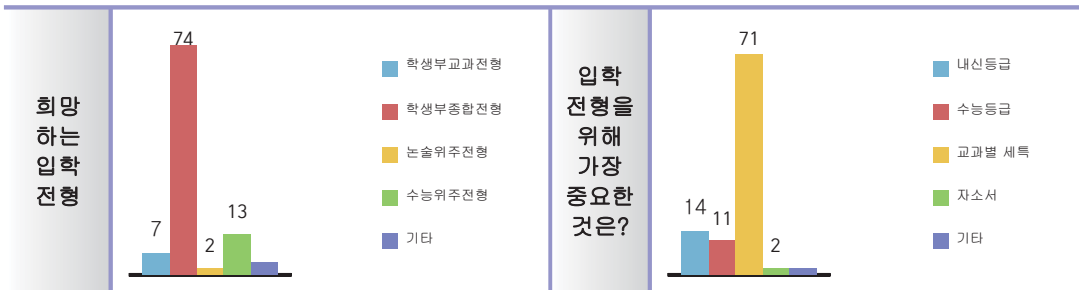 희망
하는
입학
전형
74
7
2
13
학생부교과전형
학생부종합전형
논술위주전형
수능위주전형
기타
입학
전형을
위해
가장
중요한
것은?
71
14
11
2
내신등급
수능등급
교과별 세특
자소서
기타